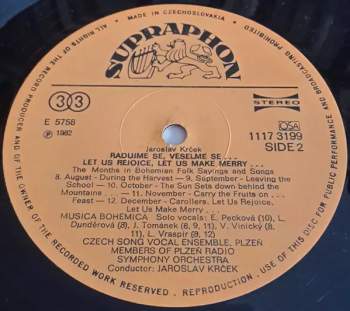 MADE IN CZECHOSLOVAKIA
ALL RIGHTS OF THE RECORD PRODUCER AND OF THE OWNER OF THE RECORDED WORK RESERVED. REPRODUCTION. USE OF THIS DISC FOR PUBLIC PERFORMANCE AND BROADCASTING PROHIBITED
SUPRAPHON
33
E 5758
Ⓟ 1982
STEREO
OSA
1117 3199
SIDE 2
Jaroslav Krček
RADUJME SE, VESELME SE...
LET US REJOICE, LET US MAKE MERRY...
The Months in Bohemian Folk Sayings and Songs
8. August - During the Harvest — 9. September - Leaving the
School — 10. October - The Sun Sets down behind the
Mountains . . . — 11. November - Carry the Fruits on . . .
Feast — 12. December - Carollers, Let Us Rejoice,
Let Us Make Merry . . .
MUSICA BOHEMICA Solo vocals: E. Pecková (10), L.
Dundĕrová (8), J. Tománek (6, 9, 11), V. Vinický (8,
11), L. Vraspír (8, 12)
CZECH SONG VOCAL ENSEMBLE, PLZEŇ
MEMBERS OF PLZEŇ RADIO
SYMPHONY ORCHESTRA
Conductor: JAROSLAV KRČEK